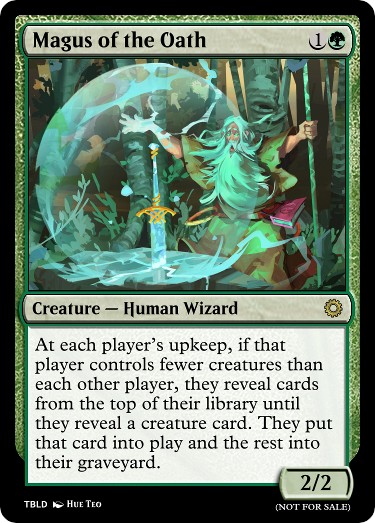 Magus of the Oath 1
Creature — Human Wizard
At each player's upkeep, if that
player controls fewer creatures than
each other player, they reveal cards
from the top of their library until
they reveal a creature card. They put
that card into play and the rest into
their graveyard.
2/2
TBLD Hue Teo
(NOT FOR SALE)